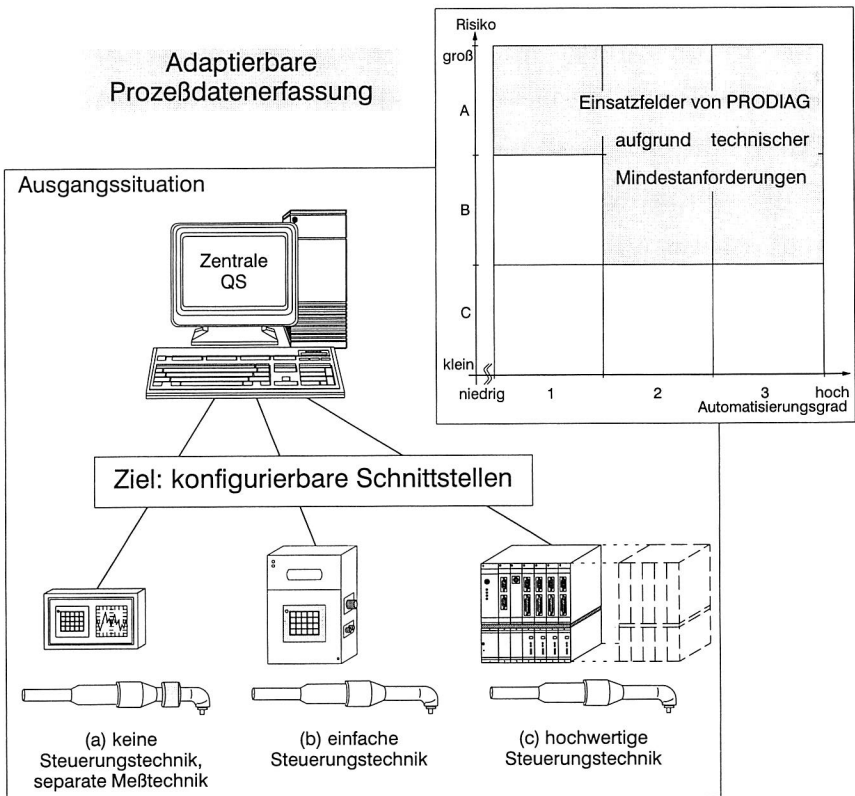 Adaptierbare
Prozeßdatenerfassung
Risiko
groß
A
B
C
klein
Einsatzfelder von PRODIAG
aufgrund technischer
Mindestanforderungen
niedrig 1 2 3 hoch
Automatisierungsgrad
Ausgangssituation
Zentrale
QS
Ziel: konfigurierbare Schnittstellen
(a) keine
Steuerungstechnik,
separate Meßtechnik
(b) einfache
Steuerungstechnik
(c) hochwertige
Steuerungstechnik